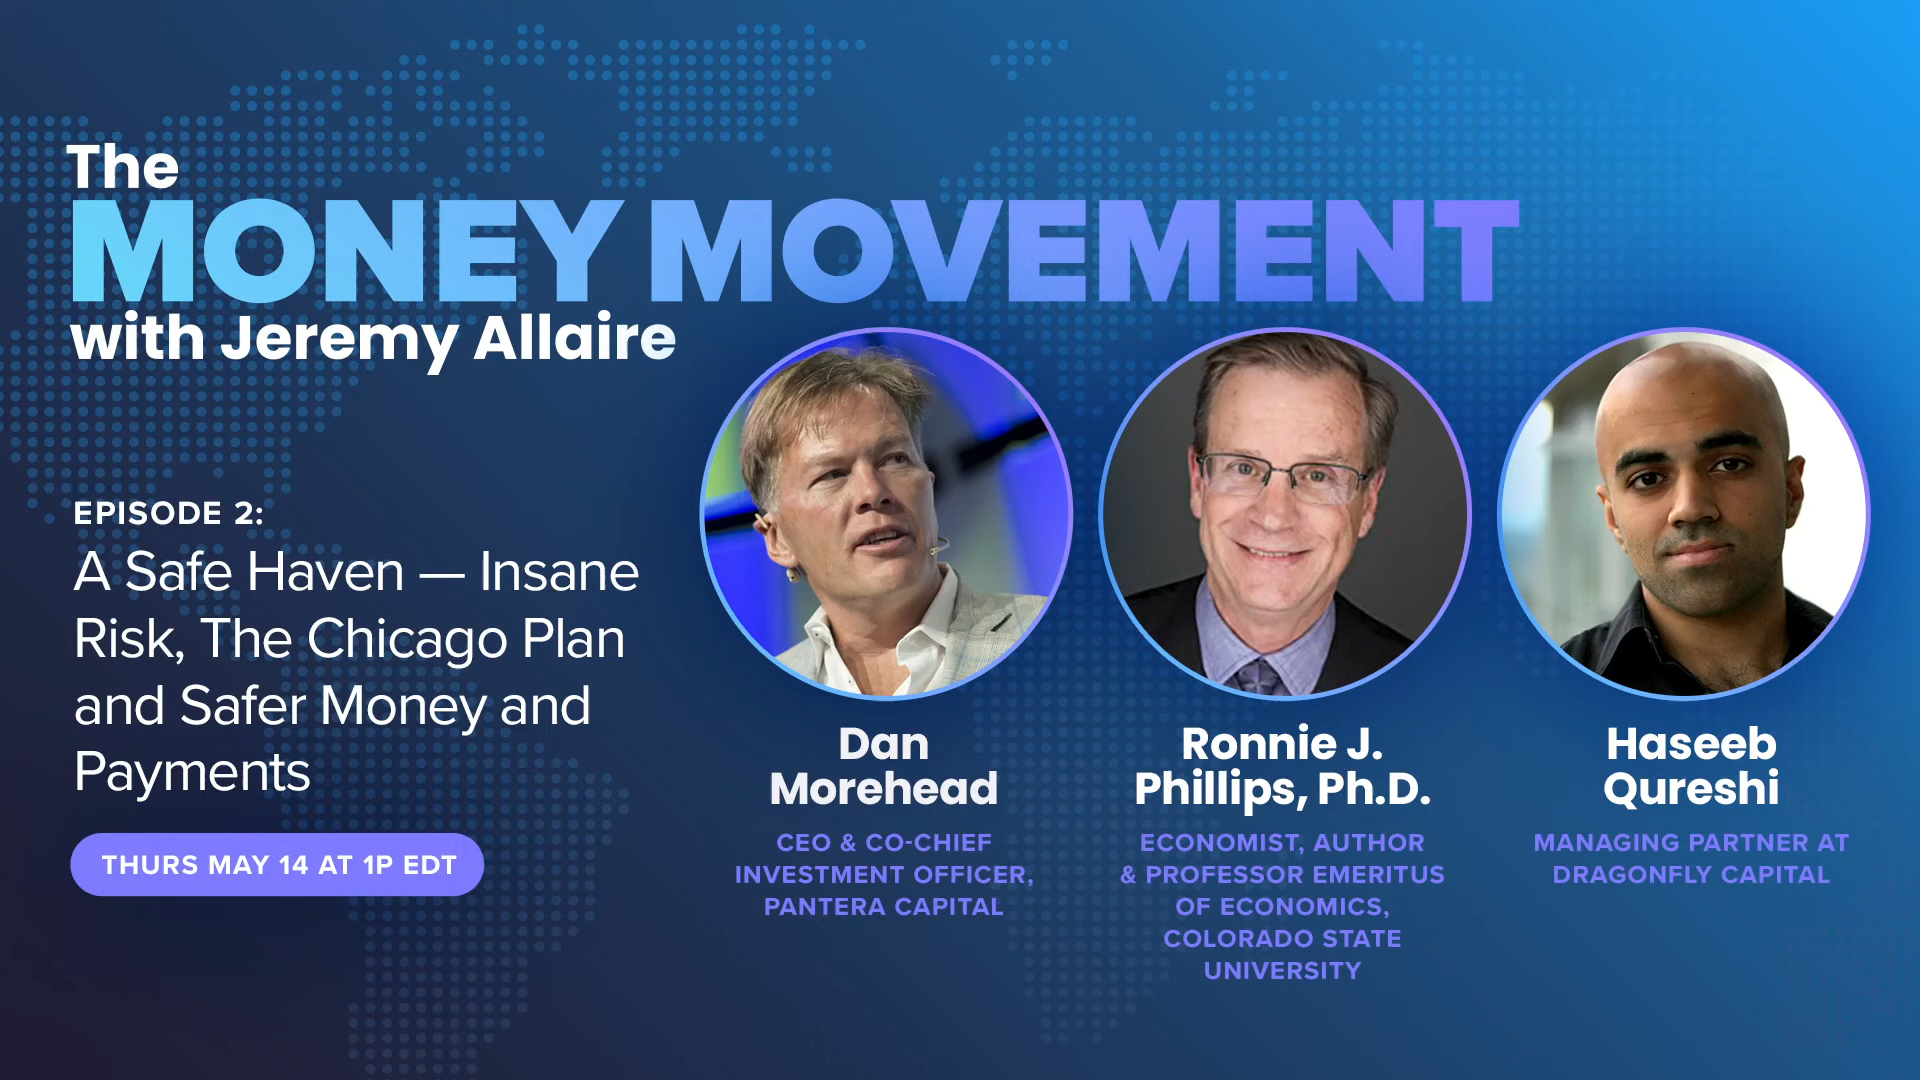 The
MONEY MOVEMENT
with Jeremy Allaire
EPISODE 2:
A Safe Haven — Insane
Risk, The Chicago Plan
and Safer Money and
Payments
THURS MAY 14 AT 1P EDT
Dan
Morehead
CEO & CO-CHIEF
INVESTMENT OFFICER,
PANTERA CAPITAL
Ronnie J.
Phillips, Ph.D.
ECONOMIST, AUTHOR
& PROFESSOR EMERITUS
OF ECONOMICS,
COLORADO STATE
UNIVERSITY
Haseeb
Qureshi
MANAGING PARTNER AT
DRAGONFLY CAPITAL